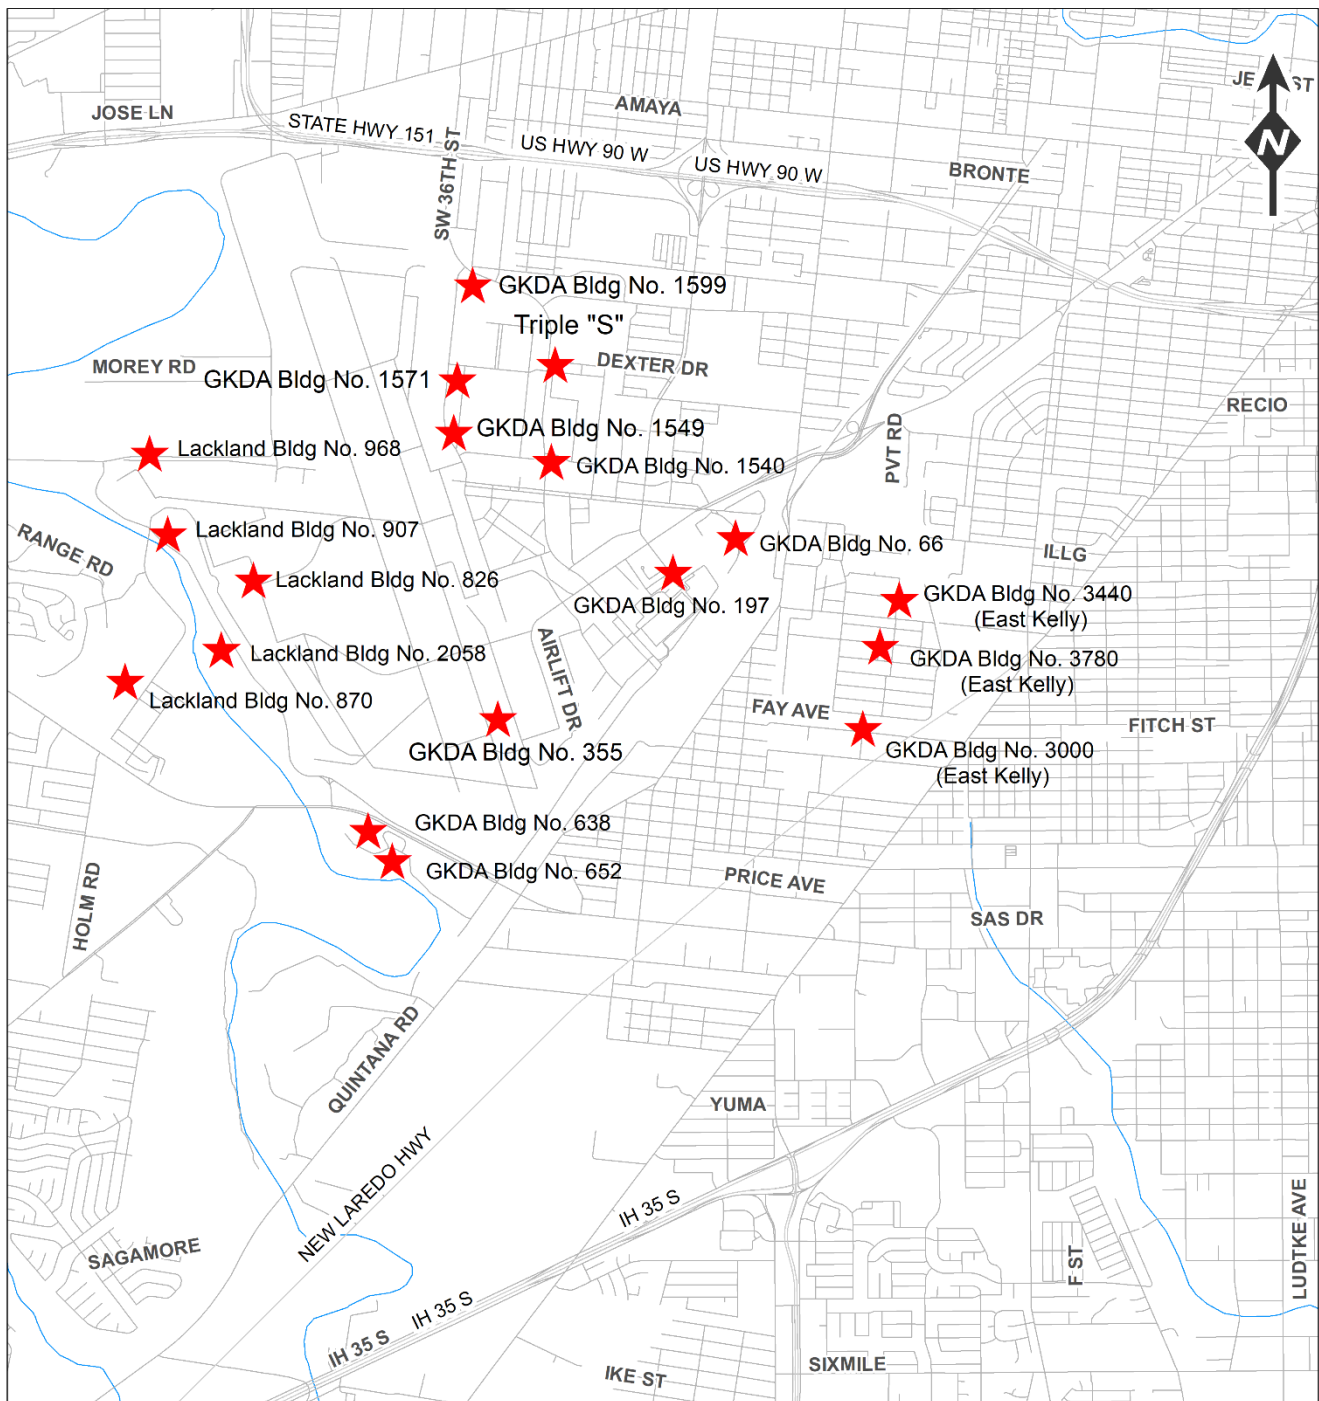 JOSE LN
AMAYA
STATE HWY 151
US HWY 90 W
US HWY 90 W
SW 36TH ST
BRONTE
ST
N
GKDA Bldg No. 1599
Triple "S"
DEXTER DR
MOREY RD
GKDA Bldg No. 1571
RECIO
GKDA Bldg No. 1549
PVT RD
Lackland Bldg No. 968
GKDA Bldg No. 1540
Lackland Bldg No. 907
RANGE RD
GKDA Bldg No. 66
ILLG
Lackland Bldg No. 826
GKDA Bldg No. 197
GKDA Bldg No. 3440
(East Kelly)
Lackland Bldg No. 2058
AIRLIFT DR
GKDA Bldg No. 3780
(East Kelly)
Lackland Bldg No. 870
FAY AVE
FITCH ST
GKDA Bldg No. 355
GKDA Bldg No. 3000
(East Kelly)
GKDA Bldg No. 638
GKDA Bldg No. 652
PRICE AVE
HOLM RD
SAS DR
QUINTANA RD
YUMA
NEW LAREDO HWY
IH 35 S
SAGAMORE
F ST
LUDTKE AVE
IH 35 S
IH 35 S
SIXMILE
IKE ST